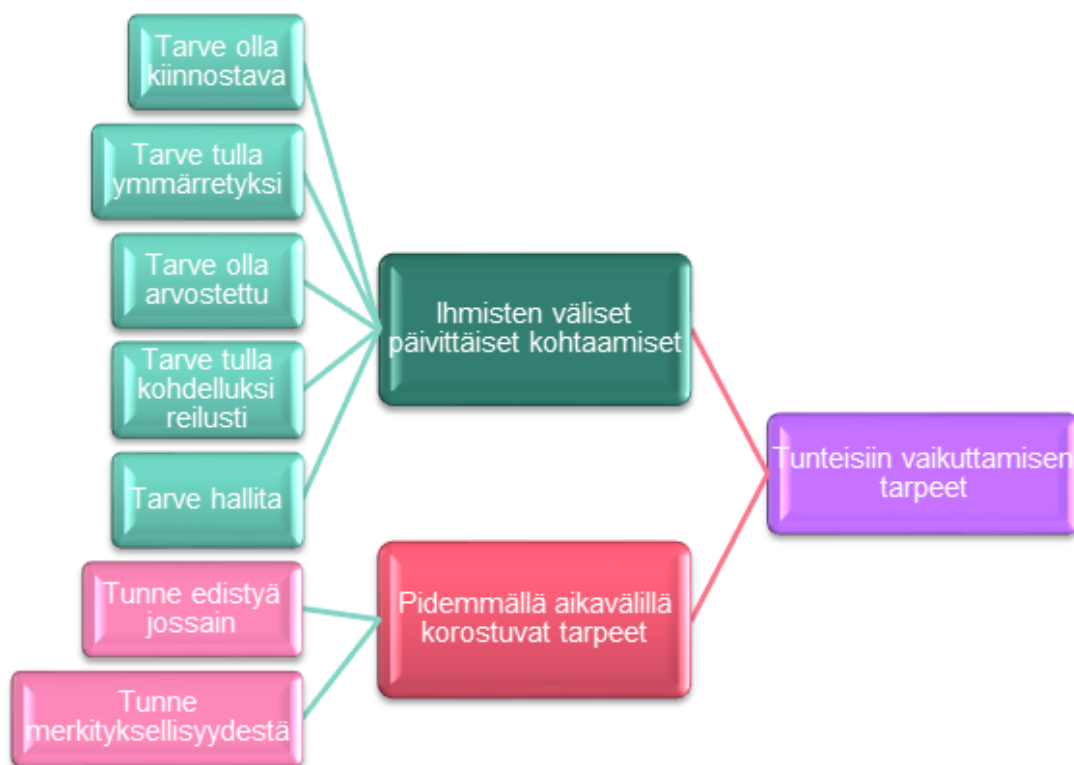 Tarve olla
kiinnostava
Tarve tulla
ymmärretyksi
Tarve olla
arvostettu
Tarve tulla
kohdelluksi
reilusti
Tarve hallita
Tunne edistyä
jossain
Tunne
merkityksellisyydestä
Ihmisten väliset
päivittäiset kohtaamiset
Pidemmällä aikavälillä
korostuvat tarpeet
Tunteisiin vaikuttamisen
tarpeet